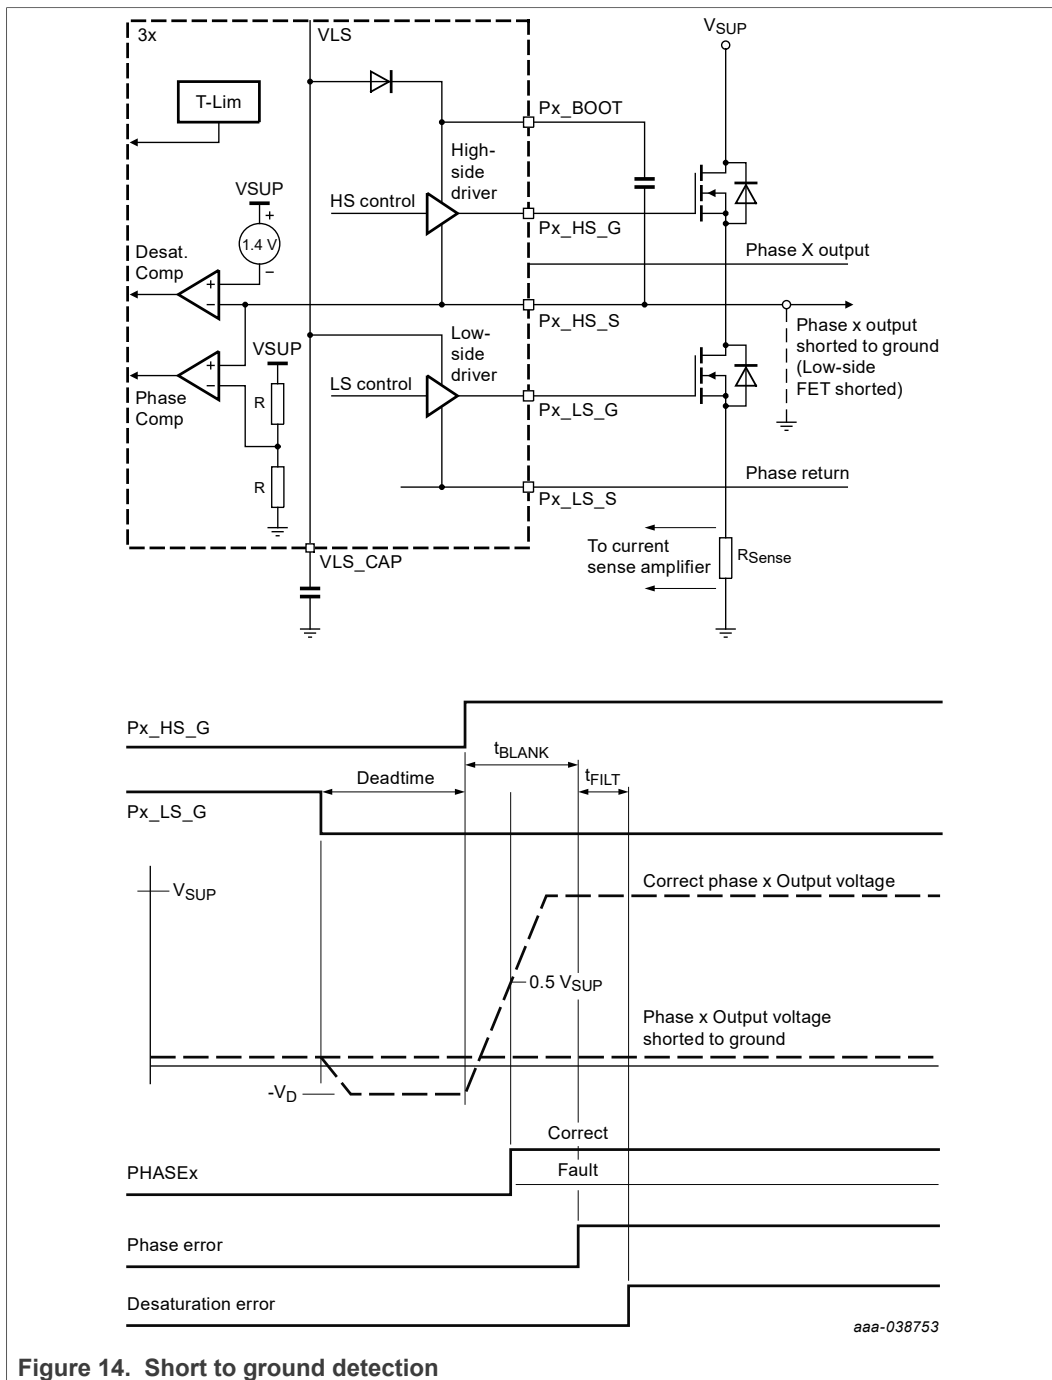 3x
VLS
VSUP
T-Lim
Px_BOOT
High-
side
driver
VSUP
HS control
+
1.4 V
−
Px_HS_G
Desat.
Comp
+
−
Phase X output
Px_HS_S
Phase x output
shorted to ground
(Low-side
FET shorted)
Low-
side
driver
VSUP
+
−
LS control
Phase
Comp
R
Px_LS_G
R
Phase return
Px_LS_S
To current
sense amplifier
RSense
VLS_CAP
Px_HS_G
tBLANK
Deadtime
tFILT
Px_LS_G
VSUP
Correct phase x Output voltage
0.5 VSUP
Phase x Output voltage
shorted to ground
-VD
Correct
PHASEx
Fault
Phase error
Desaturation error
aaa-038753
Figure 14. Short to ground detection